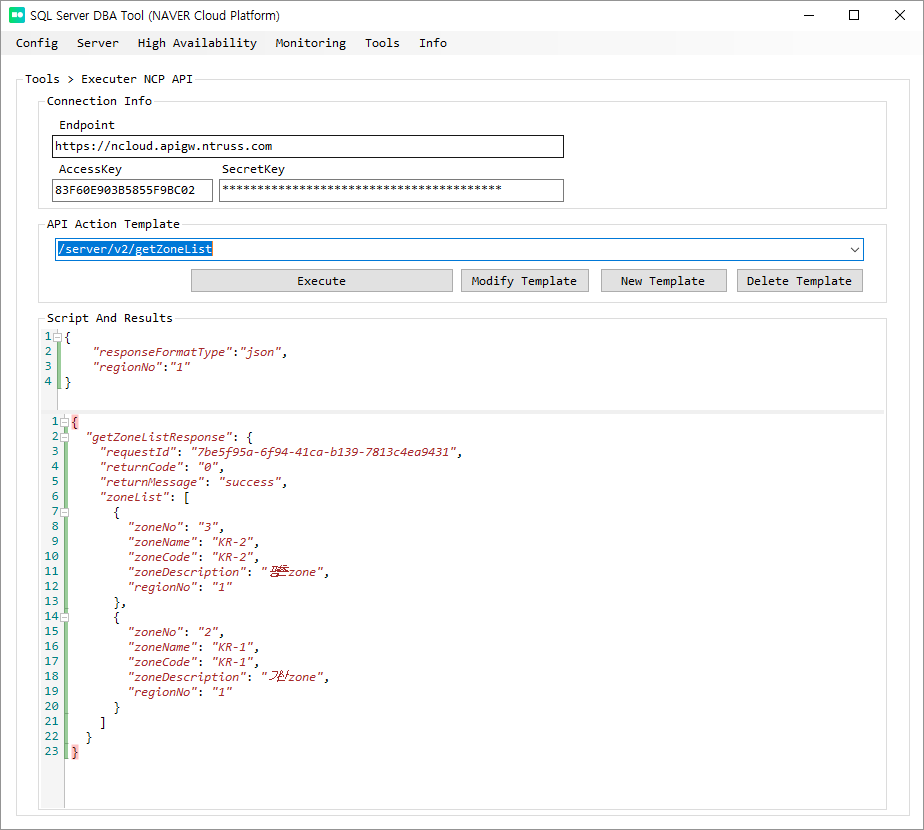 SQL Server DBA Tool (NAVER Cloud Platform)
Config Server High Availability Monitoring Tools Info
Tools > Executer NCP API
Connection Info
Endpoint
https://ncloud.apigw.ntruss.com
AccessKey SecretKey
83F60E903B5855F9BC02 ****************************************
API Action Template
/server/v2/getZoneList
Execute Modify Template New Template Delete Template
Script And Results
1 {
2 "responseFormatType":"json",
3 "regionNo":"1"
4 }
1 {
2 "getZoneListResponse": {
3 "requestId": "7be5f95a-6f94-41ca-b139-7813c4ea9431",
4 "returnCode": "0",
5 "returnMessage": "success",
6 "zoneList": [
7 {
8 "zoneNo": "3",
9 "zoneName": "KR-2",
10 "zoneCode": "KR-2",
11 "zoneDescription": "평촌zone",
12 "regionNo": "1"
13 },
14 {
15 "zoneNo": "2",
16 "zoneName": "KR-1",
17 "zoneCode": "KR-1",
18 "zoneDescription": "가산zone",
19 "regionNo": "1"
20 }
21 ]
22 }
23 }